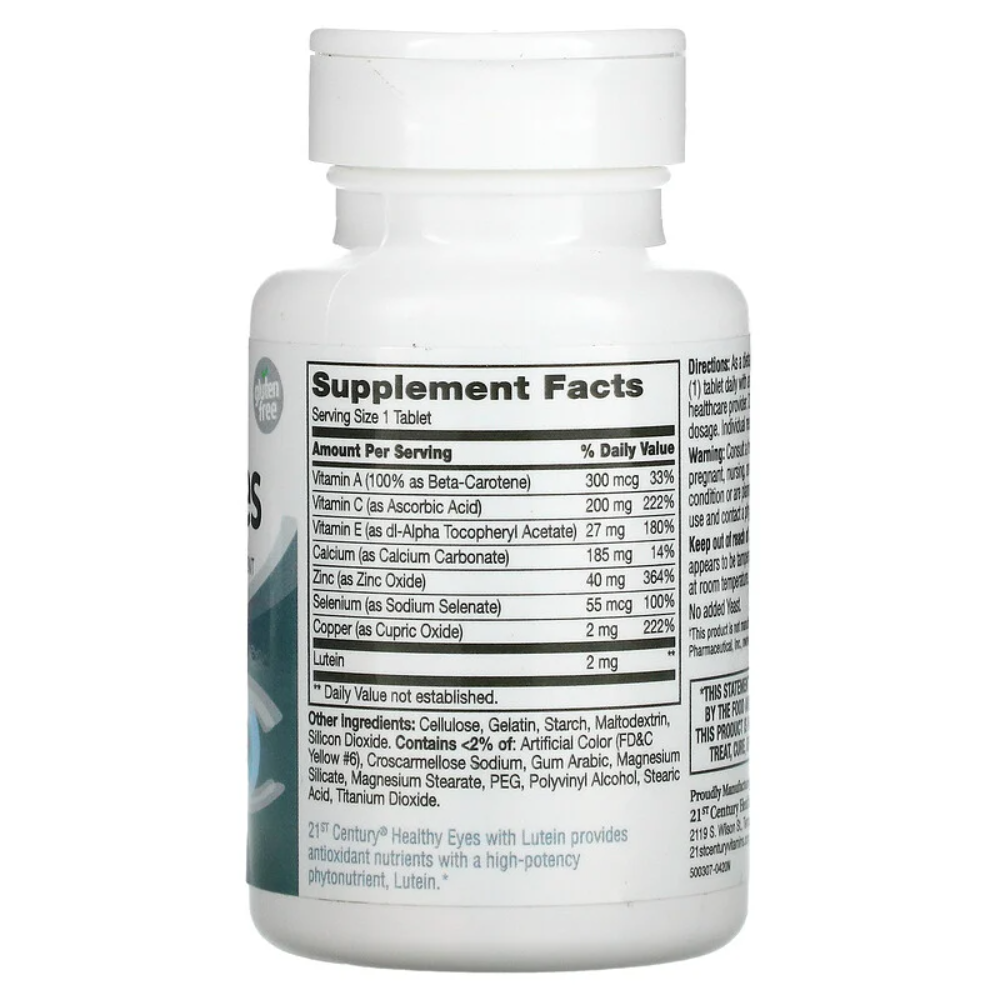 gluten
free
es
Supplement Facts
Serving Size 1 Tablet
Amount Per Serving % Daily Value
Vitamin A (100% as Beta-Carotene) 300 mcg 33%
Vitamin C (as Ascorbic Acid) 200 mg 222%
Vitamin E (as dl-Alpha Tocopheryl Acetate) 27 mg 180%
Calcium (as Calcium Carbonate) 185 mg 14%
Zinc (as Zinc Oxide) 40 mg 364%
Selenium (as Sodium Selenate) 55 mcg 100%
Copper (as Cupric Oxide) 2 mg 222%
Lutein 2 mg **
** Daily Value not established.
Other Ingredients: Cellulose, Gelatin, Starch, Maltodextrin,
Silicon Dioxide. Contains <2% of: Artificial Color (FD&C
Yellow #6), Croscarmellose Sodium, Gum Arabic, Magnesium
Silicate, Magnesium Stearate, PEG, Polyvinyl Alcohol, Stearic
Acid, Titanium Dioxide.
21ST Century® Healthy Eyes with Lutein provides
antioxidant nutrients with a high-potency
phytonutrient, Lutein.*
Directions: As a
(1) tablet daily with
healthcare provider.
dosage. Individual
Warning: Consult
pregnant, nursing,
condition or are
use and contact a
Keep out of reach of
appears to be
at room temperature
No added Yeast.
†This product is not
Pharmaceutical, Inc.,
*THIS STATEMENT
BY THE FOOD
THIS PRODUCT IS
TREAT, CURE,
Proudly
21ST Century
2119 S. Wilson St.
21stcenturyvitamins
500307-0420N